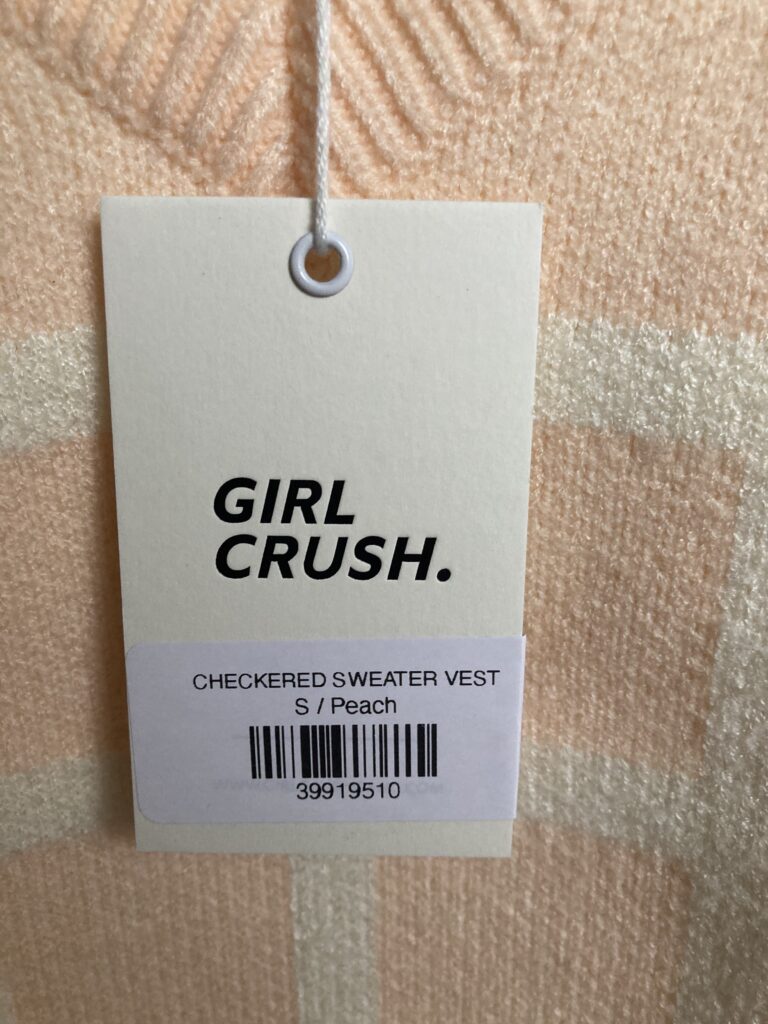 GIRL
CRUSH.
CHECKERED SWEATER VEST
S / Peach
39919510